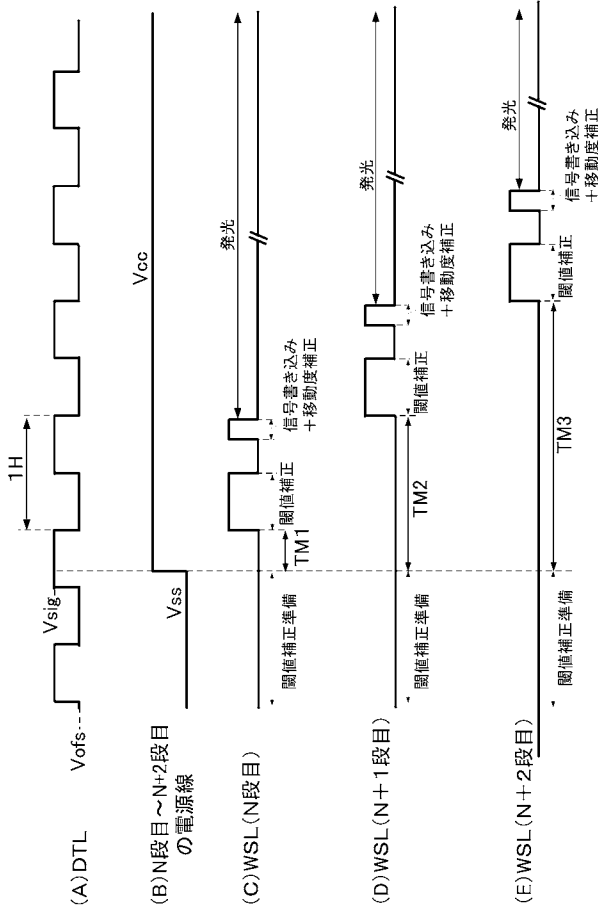 (A)DTL
Vofs
Vsig
1H
(B)N段目～N+2段目
の電源線
Vss
Vcc
(C)WSL(N段目)
閾値補正準備
TM1
閾値補正
信号書き込み
＋移動度補正
発光
(D)WSL(N＋1段目)
閾値補正準備
TM2
閾値補正
信号書き込み
＋移動度補正
発光
(E)WSL(N＋2段目)
閾値補正準備
TM3
閾値補正
信号書き込み
＋移動度補正
発光